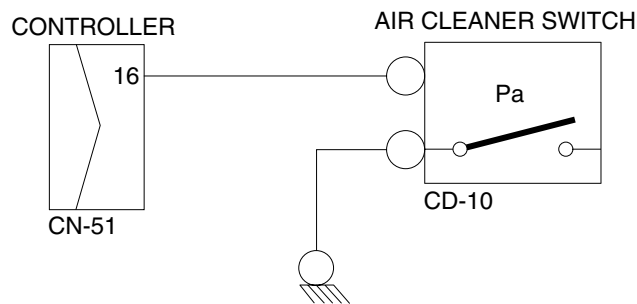 CONTROLLER
AIR CLEANER SWITCH
16
Pa
CN-51
CD-10